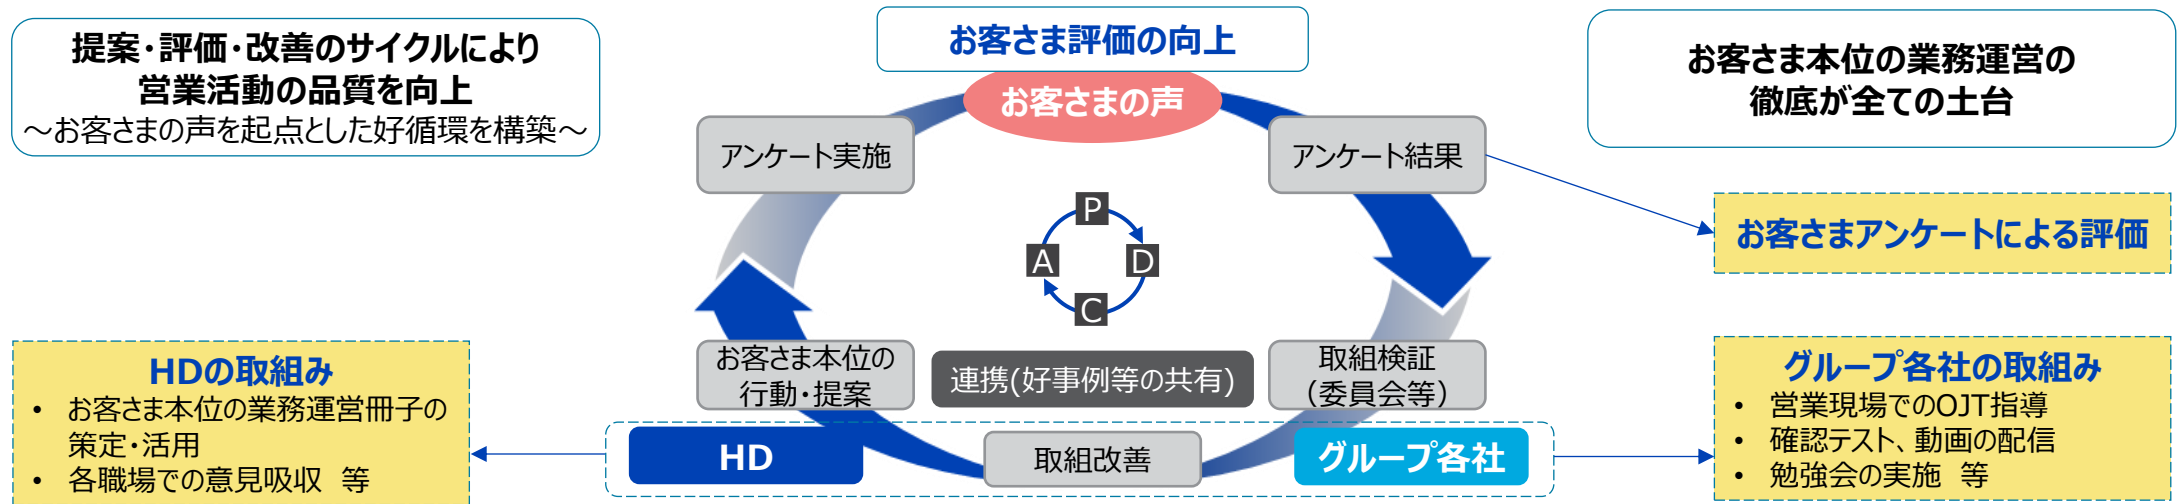 提案・評価・改善のサイクルにより
営業活動の品質を向上
～お客さまの声を起点とした好循環を構築～
お客さま評価の向上
お客さまの声
お客さま本位の業務運営の
徹底が全ての土台
アンケート実施
アンケート結果
お客さまアンケートによる評価
P
A
D
C
お客さま本位の
行動・提案
連携(好事例等の共有)
取組検証
（委員会等）
HD
取組改善
グループ各社
HDの取組み
• お客さま本位の業務運営冊子の
策定・活用
• 各職場での意見吸収 等
グループ各社の取組み
• 営業現場でのOJT指導
• 確認テスト、動画の配信
• 勉強会の実施 等